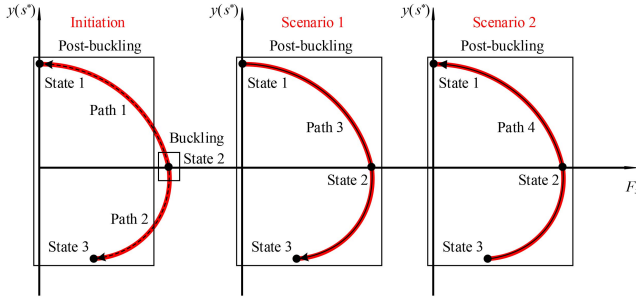 y(s*)
Initiation
Post-buckling
State 1
Path 1
Buckling
State 2
Path 2
State 3
y(s*)
Scenario 1
Post-buckling
State 1
Path 3
State 2
State 3
y(s*)
Scenario 2
Post-buckling
State 1
Path 4
State 2
State 3